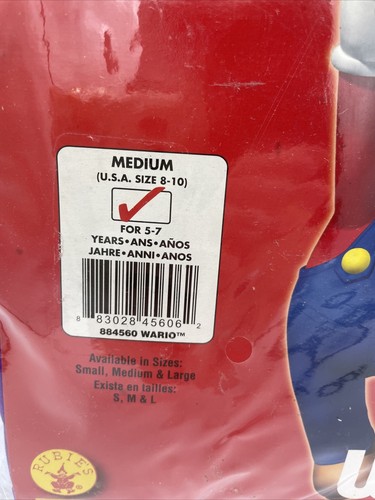 MEDIUM
(U.S.A. SIZE 8-10)
FOR 5-7
YEARS•ANS•AÑOS
JAHRE•ANNI•ANOS
8 83028 45606 2
884560 WARIO™
Available in Sizes:
Small, Medium & Large
Existe en tailles:
S, M & L
RUBIES